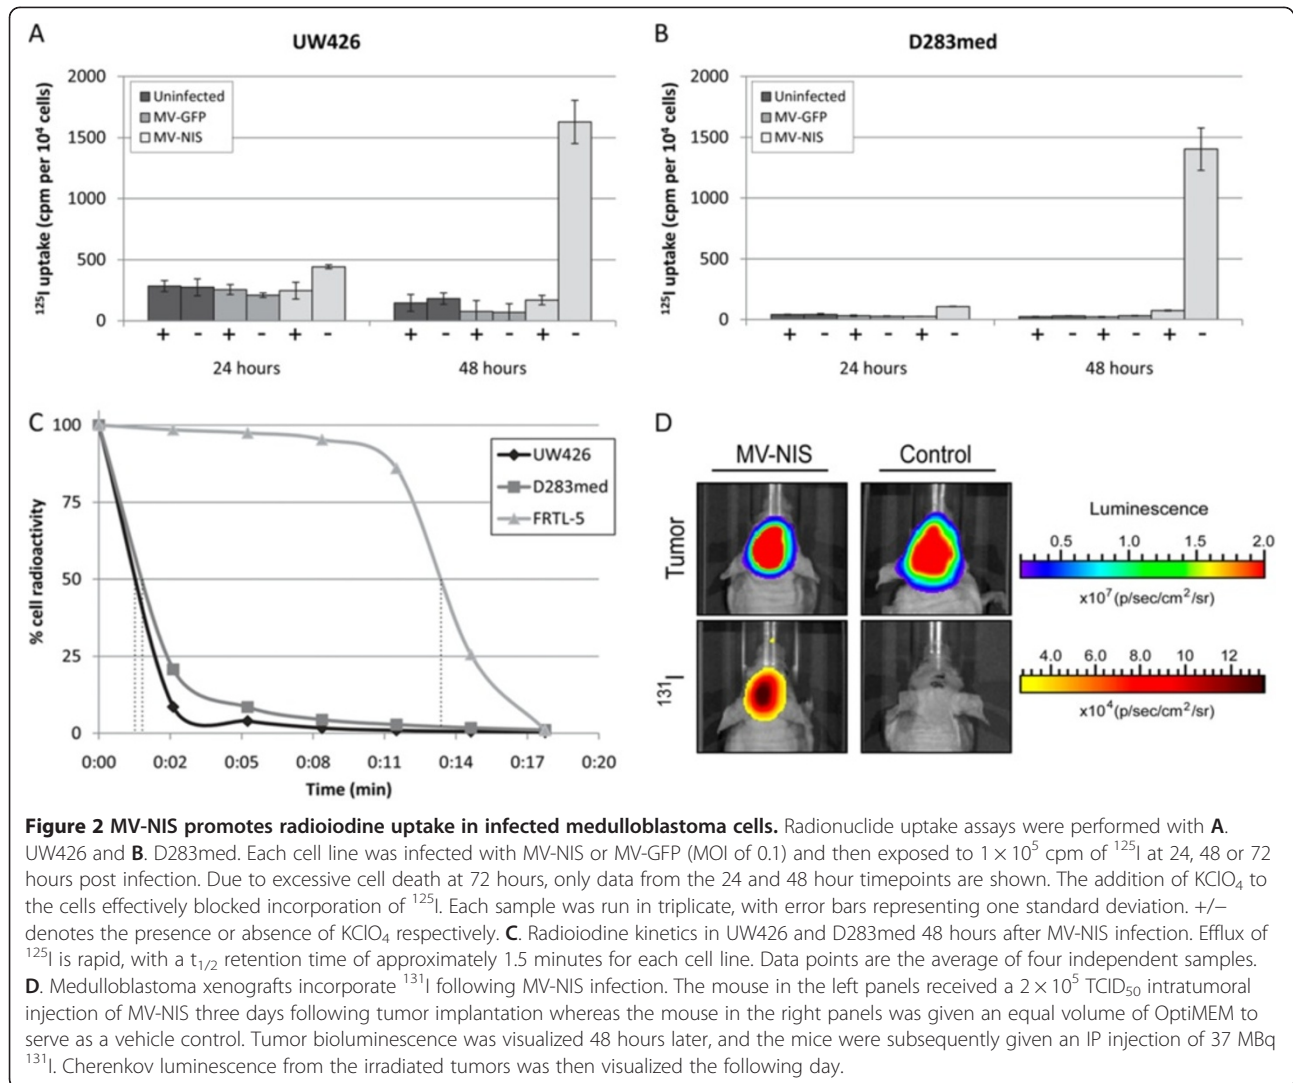 A
UW426
2000
1500
1000
500
0
¹²⁵I uptake (cpm per 10⁴ cells)
Uninfected
MV-GFP
MV-NIS
+ - + - + - + - + - + -
24 hours 48 hours
B
D283med
2000
1500
1000
500
0
¹²⁵I uptake (cpm per 10⁴ cells)
Uninfected
MV-GFP
MV-NIS
+ - + - + - + - + - + -
24 hours 48 hours
C
100
75
50
25
0
% cell radioactivity
UW426
D283med
FRTL-5
0:00 0:02 0:05 0:08 0:11 0:14 0:17 0:20
Time (min)
D
MV-NIS Control
Tumor
¹³¹I
Luminescence
0.5 1.0 1.5 2.0
x10⁷ (p/sec/cm²/sr)
4.0 6.0 8.0 10 12
x10⁴ (p/sec/cm²/sr)
Figure 2 MV-NIS promotes radioiodine uptake in infected medulloblastoma cells. Radionuclide uptake assays were performed with A.
UW426 and B. D283med. Each cell line was infected with MV-NIS or MV-GFP (MOI of 0.1) and then exposed to 1 × 10⁵ cpm of ¹²⁵I at 24, 48 or 72
hours post infection. Due to excessive cell death at 72 hours, only data from the 24 and 48 hour timepoints are shown. The addition of KClO₄ to
the cells effectively blocked incorporation of ¹²⁵I. Each sample was run in triplicate, with error bars representing one standard deviation. +/−
denotes the presence or absence of KClO₄ respectively. C. Radioiodine kinetics in UW426 and D283med 48 hours after MV-NIS infection. Efflux of
¹²⁵I is rapid, with a t₁/₂ retention time of approximately 1.5 minutes for each cell line. Data points are the average of four independent samples.
D. Medulloblastoma xenografts incorporate ¹³¹I following MV-NIS infection. The mouse in the left panels received a 2 × 10⁵ TCID₅₀ intratumoral
injection of MV-NIS three days following tumor implantation whereas the mouse in the right panels was given an equal volume of OptiMEM to
serve as a vehicle control. Tumor bioluminescence was visualized 48 hours later, and the mice were subsequently given an IP injection of 37 MBq
¹³¹I. Cherenkov luminescence from the irradiated tumors was then visualized the following day.